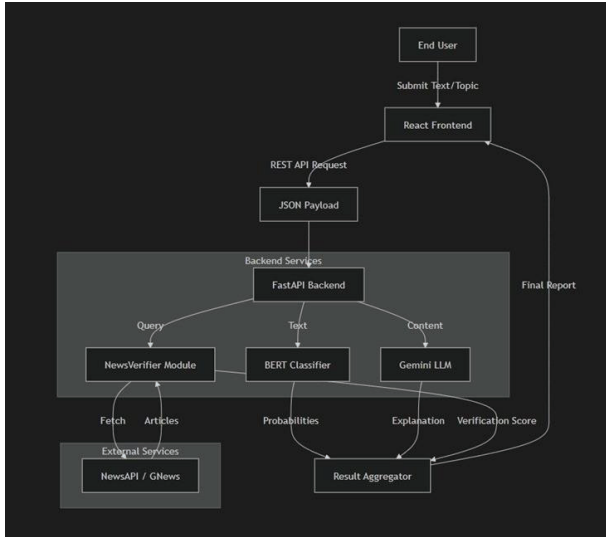 End User
Submit Text/Topic
React Frontend
REST API Request
JSON Payload
Backend Services
FastAPI Backend
Final Report
Query
Text
Content
NewsVerifier Module
BERT Classifier
Gemini LLM
Fetch
Articles
Probabilities
Explanation
Verification Score
External Services
NewsAPI / GNews
Result Aggregator